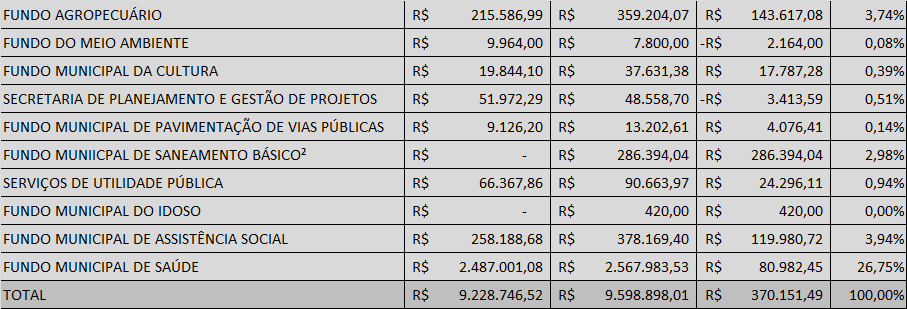 FUNDO AGROPECUÁRIO R$ 215.586,99 R$ 359.204,07 R$ 143.617,08 3,74%
FUNDO DO MEIO AMBIENTE R$ 9.964,00 R$ 7.800,00 -R$ 2.164,00 0,08%
FUNDO MUNICIPAL DA CULTURA R$ 19.844,10 R$ 37.631,38 R$ 17.787,28 0,39%
SECRETARIA DE PLANEJAMENTO E GESTÃO DE PROJETOS R$ 51.972,29 R$ 48.558,70 -R$ 3.413,59 0,51%
FUNDO MUNICIPAL DE PAVIMENTAÇÃO DE VIAS PÚBLICAS R$ 9.126,20 R$ 13.202,61 R$ 4.076,41 0,14%
FUNDO MUNIICPAL DE SANEAMENTO BÁSICO² R$ - R$ 286.394,04 R$ 286.394,04 2,98%
SERVIÇOS DE UTILIDADE PÚBLICA R$ 66.367,86 R$ 90.663,97 R$ 24.296,11 0,94%
FUNDO MUNICIPAL DO IDOSO R$ - R$ 420,00 R$ 420,00 0,00%
FUNDO MUNICIPAL DE ASSISTÊNCIA SOCIAL R$ 258.188,68 R$ 378.169,40 R$ 119.980,72 3,94%
FUNDO MUNICIPAL DE SAÚDE R$ 2.487.001,08 R$ 2.567.983,53 R$ 80.982,45 26,75%
TOTAL R$ 9.228.746,52 R$ 9.598.898,01 R$ 370.151,49 100,00%